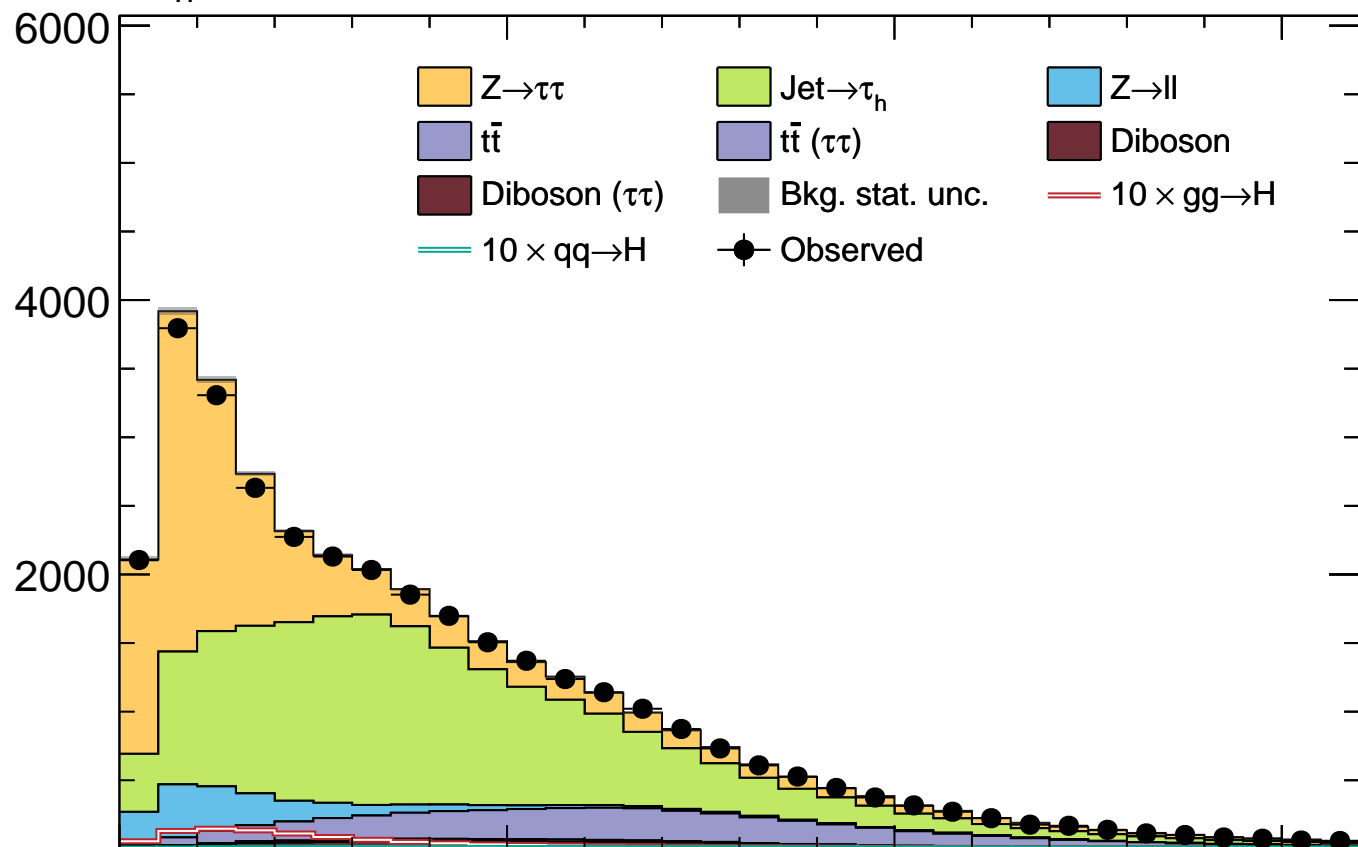 6000
Z→ττ Jet→τh Z→ll
tt̄ tt̄ (ττ) Diboson
Diboson (ττ) Bkg. stat. unc. 10 × gg→H
10 × qq→H Observed
4000
2000